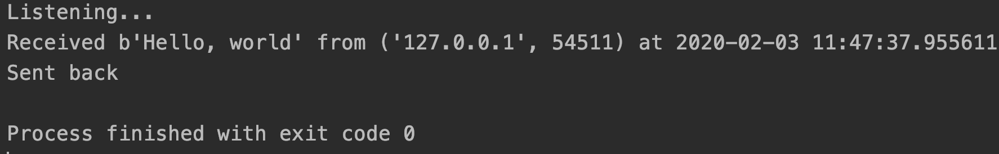 Listening...
Received b'Hello, world' from ('127.0.0.1', 54511) at 2020-02-03 11:47:37.955611
Sent back
Process finished with exit code 0